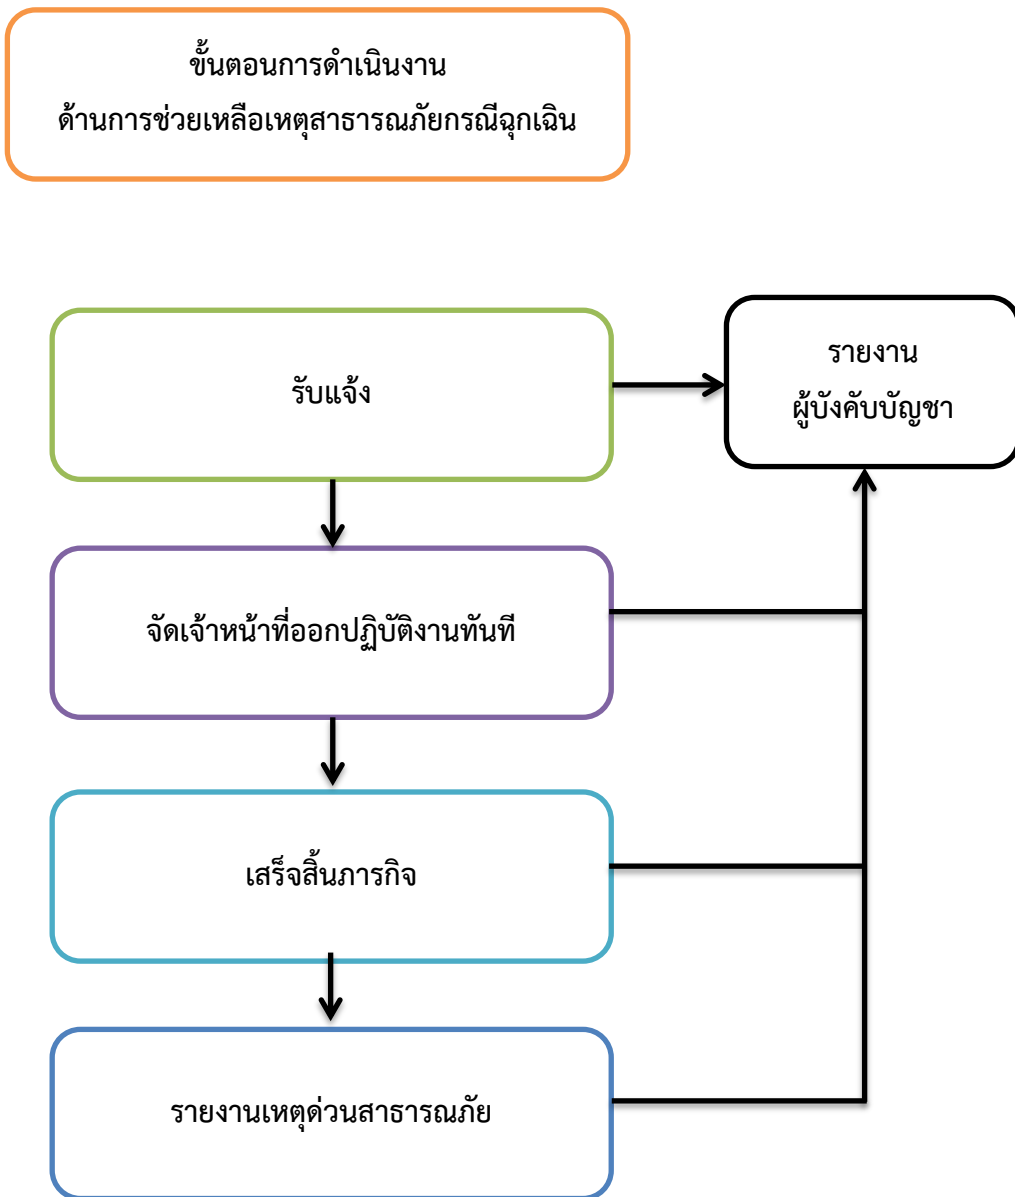 ขั้นตอนการดำเนินงาน
ด้านการช่วยเหลือเหตุสาธารณภัยกรณีฉุกเฉิน
รับแจ้ง
รายงาน
ผู้บังคับบัญชา
จัดเจ้าหน้าที่ออกปฏิบัติงานทันที
เสร็จสิ้นภารกิจ
รายงานเหตุด่วนสาธารณภัย